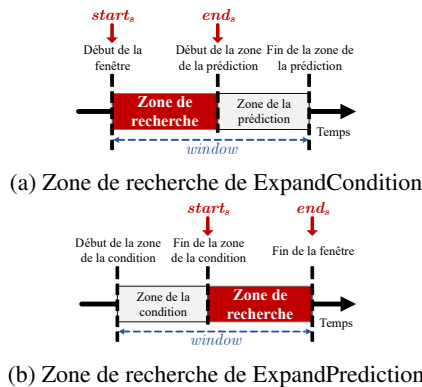 start_s
end_s
Début de la fenêtre
Début de la zone de la prédiction
Fin de la zone de la prédiction
Zone de recherche
Zone de la prédiction
Temps
window
(a) Zone de recherche de ExpandCondition
start_s
end_s
Début de la zone de la condition
Fin de la zone de la condition
Fin de la fenêtre
Zone de la condition
Zone de recherche
Temps
window
(b) Zone de recherche de ExpandPrediction